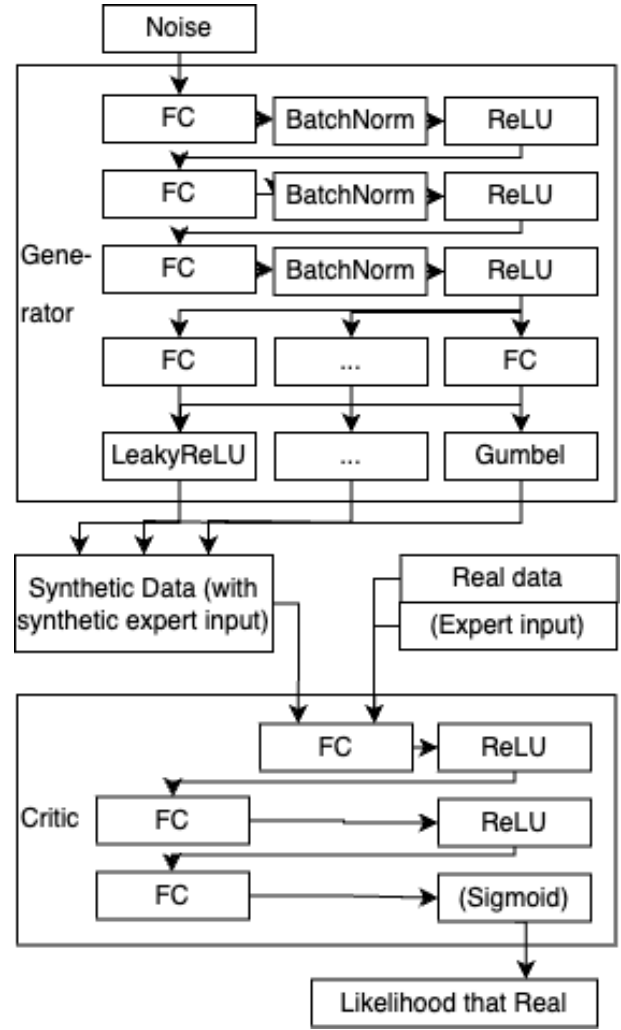 Noise
FC
BatchNorm
ReLU
FC
BatchNorm
ReLU
Gene-
rator
FC
BatchNorm
ReLU
FC
...
FC
LeakyReLU
...
Gumbel
Synthetic Data (with
synthetic expert input)
Real data
(Expert input)
Critic
FC
ReLU
FC
ReLU
FC
(Sigmoid)
Likelihood that Real